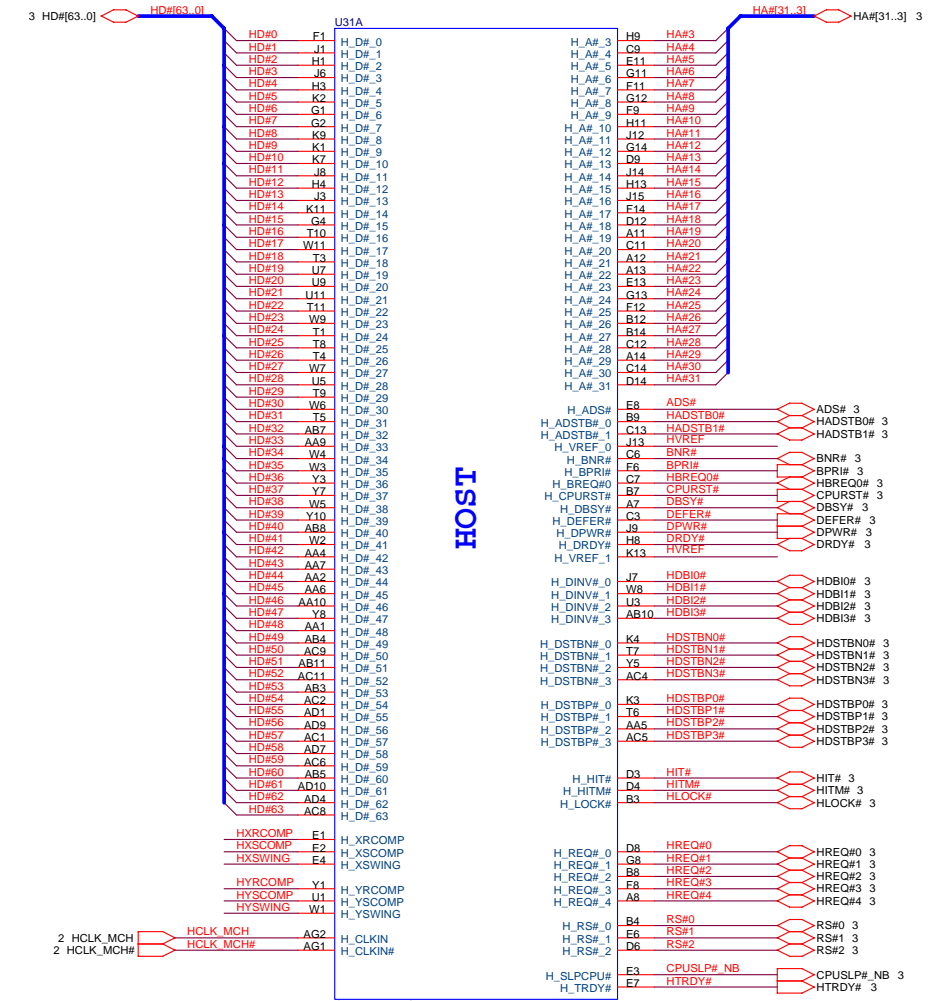 3 HD#[63..0] HD#[63..0]
U31A
HD#0 F1 H_D#_0
HD#1 J1 H_D#_1
HD#2 H1 H_D#_2
HD#3 J6 H_D#_3
HD#4 H3 H_D#_4
HD#5 K2 H_D#_5
HD#6 G1 H_D#_6
HD#7 G2 H_D#_7
HD#8 K9 H_D#_8
HD#9 K1 H_D#_9
HD#10 K7 H_D#_10
HD#11 J8 H_D#_11
HD#12 H4 H_D#_12
HD#13 J3 H_D#_13
HD#14 K11 H_D#_14
HD#15 G4 H_D#_15
HD#16 T10 H_D#_16
HD#17 W11 H_D#_17
HD#18 T3 H_D#_18
HD#19 U7 H_D#_19
HD#20 U9 H_D#_20
HD#21 U11 H_D#_21
HD#22 T11 H_D#_22
HD#23 W9 H_D#_23
HD#24 T1 H_D#_24
HD#25 T8 H_D#_25
HD#26 T4 H_D#_26
HD#27 W7 H_D#_27
HD#28 U5 H_D#_28
HD#29 T9 H_D#_29
HD#30 W6 H_D#_30
HD#31 T5 H_D#_31
HD#32 AB7 H_D#_32
HD#33 AA9 H_D#_33
HD#34 W4 H_D#_34
HD#35 W3 H_D#_35
HD#36 Y3 H_D#_36
HD#37 Y7 H_D#_37
HD#38 W5 H_D#_38
HD#39 Y10 H_D#_39
HD#40 AB8 H_D#_40
HD#41 W2 H_D#_41
HD#42 AA4 H_D#_42
HD#43 AA7 H_D#_43
HD#44 AA2 H_D#_44
HD#45 AA6 H_D#_45
HD#46 AA10 H_D#_46
HD#47 Y8 H_D#_47
HD#48 AA1 H_D#_48
HD#49 AB4 H_D#_49
HD#50 AC9 H_D#_50
HD#51 AB11 H_D#_51
HD#52 AC11 H_D#_52
HD#53 AB3 H_D#_53
HD#54 AC2 H_D#_54
HD#55 AD1 H_D#_55
HD#56 AD9 H_D#_56
HD#57 AC1 H_D#_57
HD#58 AD7 H_D#_58
HD#59 AC6 H_D#_59
HD#60 AB5 H_D#_60
HD#61 AD10 H_D#_61
HD#62 AD4 H_D#_62
HD#63 AC8 H_D#_63
HXRCOMP E1 H_XRCOMP
HXSCOMP E2 H_XSCOMP
HXSWING E4 H_XSWING
HYRCOMP Y1 H_YRCOMP
HYSCOMP U1 H_YSCOMP
HYSWING W1 H_YSWING
2 HCLK_MCH HCLK_MCH AG2 H_CLKIN
2 HCLK_MCH# HCLK_MCH# AG1 H_CLKIN#
HOST
HA#[31..3] HA#[31..3] 3
H_A#_3 H9 HA#3
H_A#_4 C9 HA#4
H_A#_5 E11 HA#5
H_A#_6 G11 HA#6
H_A#_7 F11 HA#7
H_A#_8 G12 HA#8
H_A#_9 F9 HA#9
H_A#_10 H11 HA#10
H_A#_11 J12 HA#11
H_A#_12 G14 HA#12
H_A#_13 D9 HA#13
H_A#_14 J14 HA#14
H_A#_15 H13 HA#15
H_A#_16 J15 HA#16
H_A#_17 F14 HA#17
H_A#_18 D12 HA#18
H_A#_19 A11 HA#19
H_A#_20 C11 HA#20
H_A#_21 A12 HA#21
H_A#_22 A13 HA#22
H_A#_23 E13 HA#23
H_A#_24 G13 HA#24
H_A#_25 F12 HA#25
H_A#_26 B12 HA#26
H_A#_27 B14 HA#27
H_A#_28 C12 HA#28
H_A#_29 A14 HA#29
H_A#_30 C14 HA#30
H_A#_31 D14 HA#31
H_ADS# E8 ADS# ADS# 3
H_ADSTB#_0 B9 HADSTB0# HADSTB0# 3
H_ADSTB#_1 C13 HADSTB1# HADSTB1# 3
H_VREF_0 J13 HVREF
H_BNR# C6 BNR# BNR# 3
H_BPRI# F6 BPRI# BPRI# 3
H_BREQ#0 C7 HBREQ0# HBREQ0# 3
H_CPURST# B7 CPURST# CPURST# 3
H_DBSY# A7 DBSY# DBSY# 3
H_DEFER# C3 DEFER# DEFER# 3
H_DPWR# J9 DPWR# DPWR# 3
H_DRDY# H8 DRDY# DRDY# 3
H_VREF_1 K13 HVREF
H_DINV#_0 J7 HDBI0# HDBI0# 3
H_DINV#_1 W8 HDBI1# HDBI1# 3
H_DINV#_2 U3 HDBI2# HDBI2# 3
H_DINV#_3 AB10 HDBI3# HDBI3# 3
H_DSTBN#_0 K4 HDSTBN0# HDSTBN0# 3
H_DSTBN#_1 T7 HDSTBN1# HDSTBN1# 3
H_DSTBN#_2 Y5 HDSTBN2# HDSTBN2# 3
H_DSTBN#_3 AC4 HDSTBN3# HDSTBN3# 3
H_DSTBP#_0 K3 HDSTBP0# HDSTBP0# 3
H_DSTBP#_1 T6 HDSTBP1# HDSTBP1# 3
H_DSTBP#_2 AA5 HDSTBP2# HDSTBP2# 3
H_DSTBP#_3 AC5 HDSTBP3# HDSTBP3# 3
H_HIT# D3 HIT# HIT# 3
H_HITM# D4 HITM# HITM# 3
H_LOCK# B3 HLOCK# HLOCK# 3
H_REQ#_0 D8 HREQ#0 HREQ#0 3
H_REQ#_1 G8 HREQ#1 HREQ#1 3
H_REQ#_2 B8 HREQ#2 HREQ#2 3
H_REQ#_3 F8 HREQ#3 HREQ#3 3
H_REQ#_4 A8 HREQ#4 HREQ#4 3
H_RS#_0 B4 RS#0 RS#0 3
H_RS#_1 E6 RS#1 RS#1 3
H_RS#_2 D6 RS#2 RS#2 3
H_SLPCPU# E3 CPUSLP#_NB CPUSLP#_NB 3
H_TRDY# E7 HTRDY# HTRDY# 3